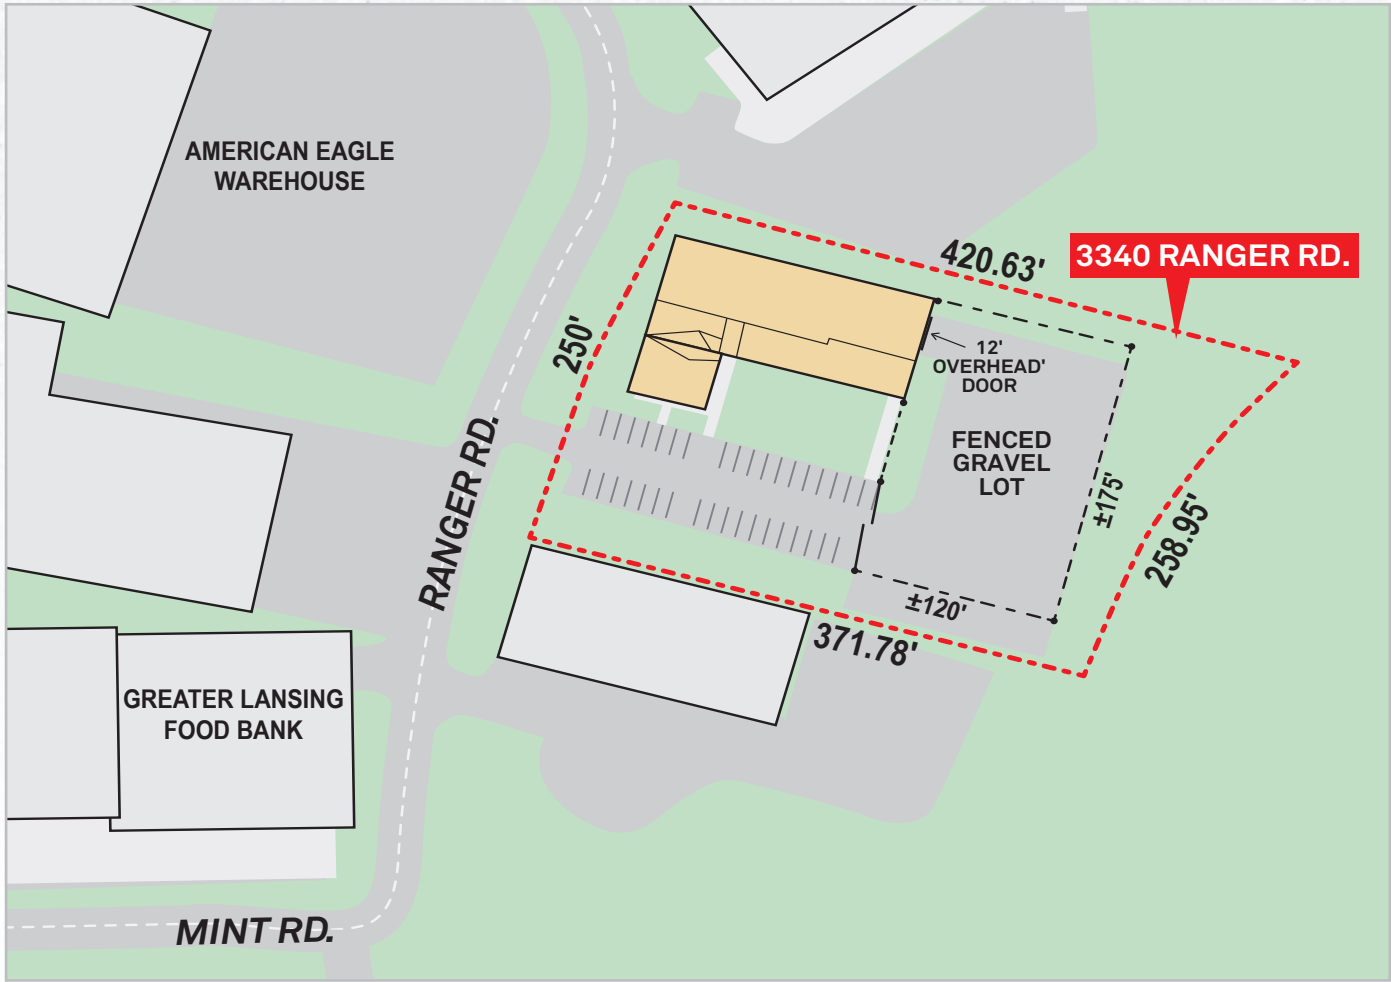 AMERICAN EAGLE
WAREHOUSE
420.63'
3340 RANGER RD.
250'
12'
OVERHEAD'
DOOR
FENCED
GRAVEL
LOT
±175'
258.95'
RANGER RD.
±120'
371.78'
GREATER LANSING
FOOD BANK
MINT RD.